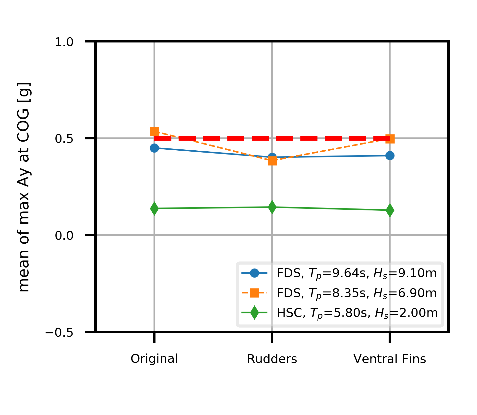 1.0
0.5
0.0
−0.5
mean of max Ay at COG [g]
FDS, Tp=9.64s, Hs=9.10m
FDS, Tp=8.35s, Hs=6.90m
HSC, Tp=5.80s, Hs=2.00m
Original Rudders Ventral Fins